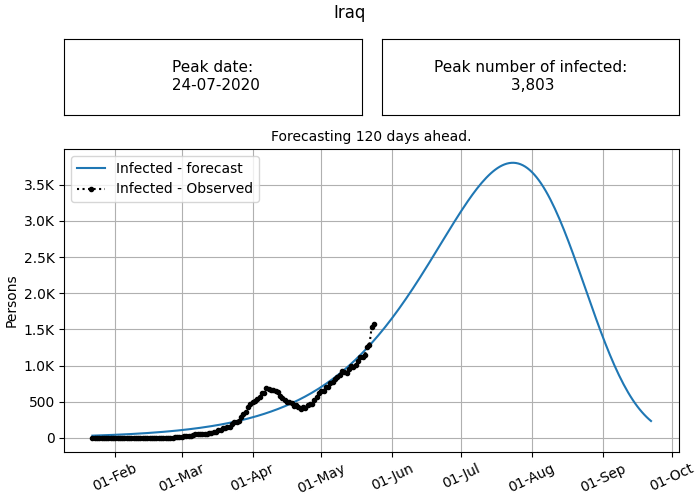 Iraq
Peak date:
24-07-2020
Peak number of infected:
3,803
Forecasting 120 days ahead.
Infected - forecast
Infected - Observed
3.5K
3.0K
2.5K
2.0K
1.5K
1.0K
500
0
Persons
01-Feb
01-Mar
01-Apr
01-May
01-Jun
01-Jul
01-Aug
01-Sep
01-Oct